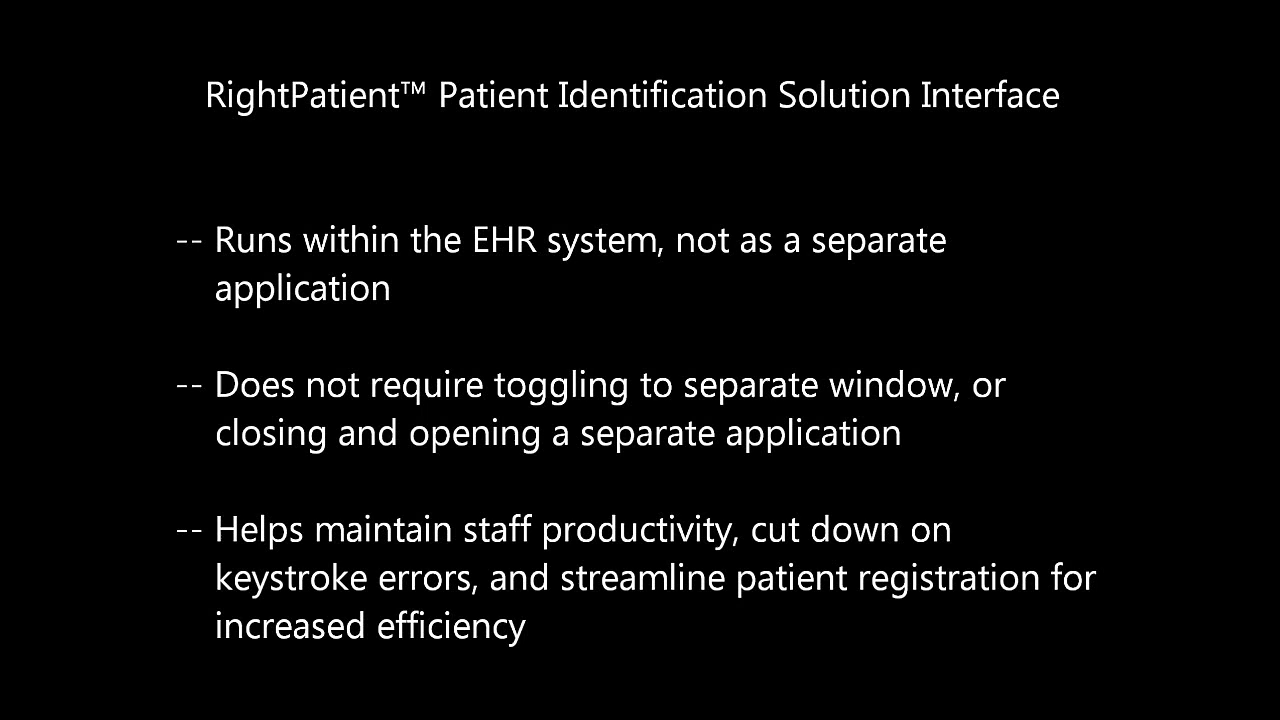 RightPatient™ Patient Identification Solution Interface
-- Runs within the EHR system, not as a separate
application
-- Does not require toggling to separate window, or
closing and opening a separate application
-- Helps maintain staff productivity, cut down on
keystroke errors, and streamline patient registration for
increased efficiency